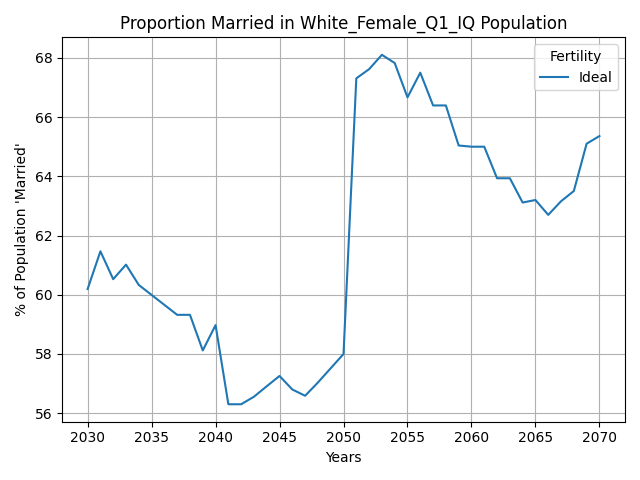 Proportion Married in White_Female_Q1_IQ Population
Fertility
Ideal
% of Population 'Married'
68
66
64
62
60
58
56
2030 2035 2040 2045 2050 2055 2060 2065 2070
Years